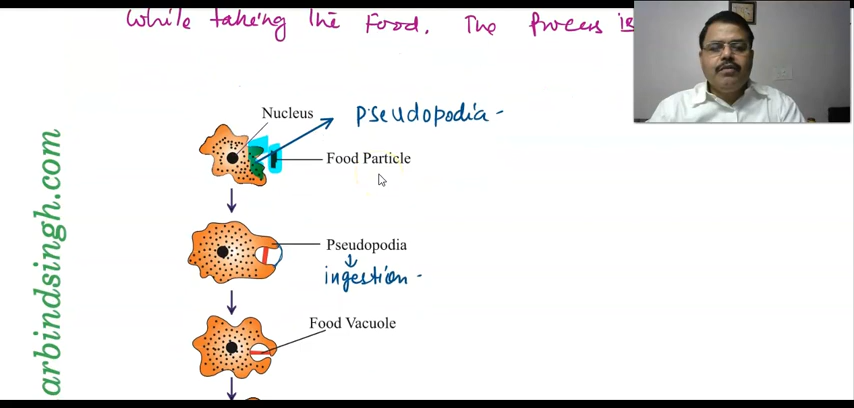 While taking the Food. The Process is
Nucleus
Pseudopodia -
Food Particle
Pseudopodia
ingestion -
Food Vacuole
arbindsingh.com